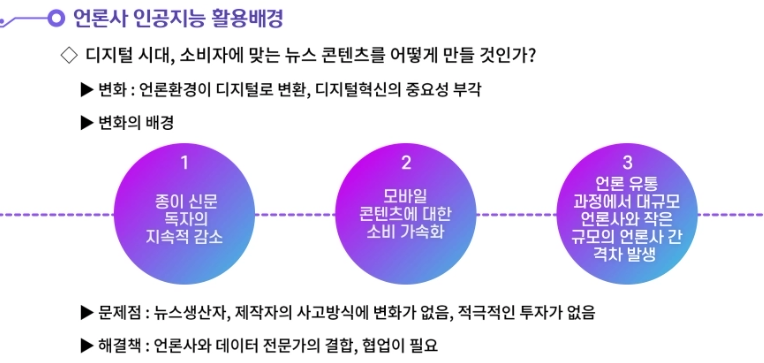 언론사 인공지능 활용배경
◇ 디지털 시대, 소비자에 맞는 뉴스 콘텐츠를 어떻게 만들 것인가?
▶ 변화 : 언론환경이 디지털로 변환, 디지털혁신의 중요성 부각
▶ 변화의 배경
1
종이 신문
독자의
지속적 감소
2
모바일
콘텐츠에 대한
소비 가속화
3
언론 유통
과정에서 대규모
언론사와 작은
규모의 언론사 간
격차 발생
▶ 문제점 : 뉴스생산자, 제작자의 사고방식에 변화가 없음, 적극적인 투자가 없음
▶ 해결책 : 언론사와 데이터 전문가의 결합, 협업이 필요